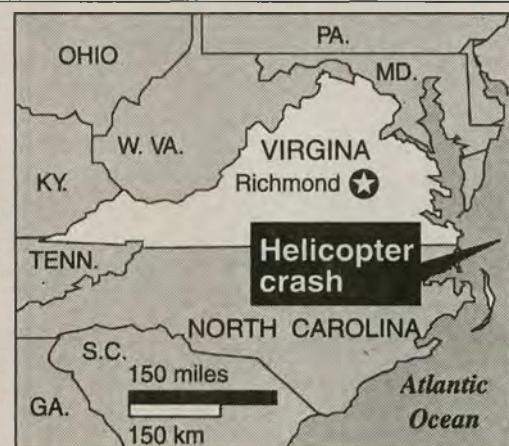 PA.
OHIO
MD.
W. VA.
VIRGINA
KY.
Richmond
Helicopter
crash
TENN.
NORTH CAROLINA
S.C.
150 miles
GA.
150 km
Atlantic
Ocean